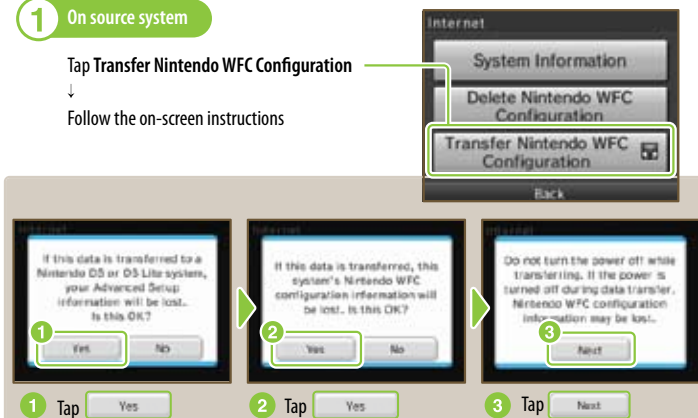 1 On source system
Tap Transfer Nintendo WFC Configuration
↓
Follow the on-screen instructions
Internet
System Information
Delete Nintendo WFC
Configuration
Transfer Nintendo WFC
Configuration
Back
Internet
If this data is transferred to a
Nintendo DS or DS Lite system,
your Advanced Setup
information will be lost.
Is this OK?
1
Yes No
1 Tap Yes
Internet
If this data is transferred, this
system's Nintendo WFC
configuration information will
be lost. Is this OK?
2
Yes No
2 Tap Yes
Internet
Do not turn the power off while
transferring. If the power is
turned off during data transfer,
Nintendo WFC configuration
information may be lost.
3
Next
3 Tap Next